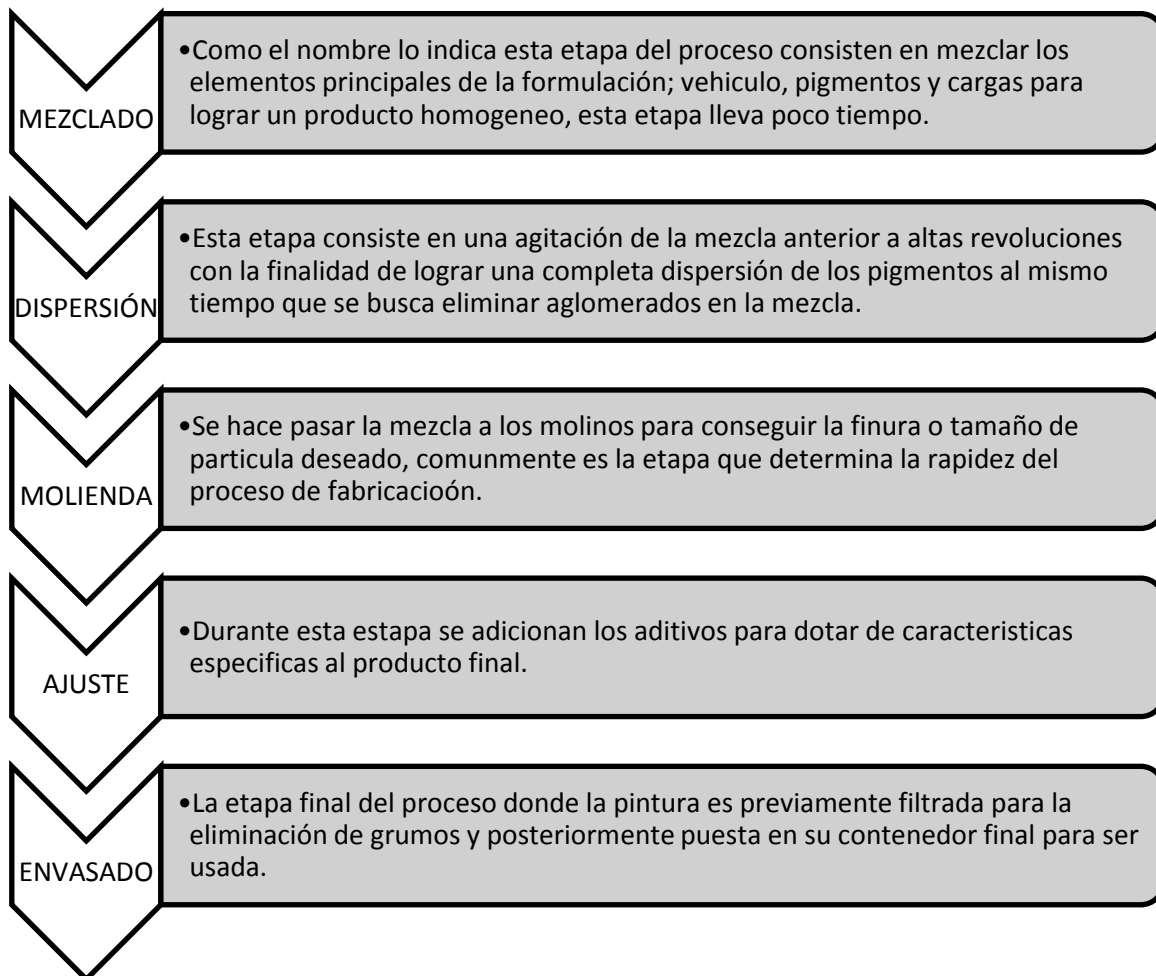 MEZCLADO
•Como el nombre lo indica esta etapa del proceso consisten en mezclar los
elementos principales de la formulación; vehiculo, pigmentos y cargas para
lograr un producto homogeneo, esta etapa lleva poco tiempo.
DISPERSIÓN
•Esta etapa consiste en una agitación de la mezcla anterior a altas revoluciones
con la finalidad de lograr una completa dispersión de los pigmentos al mismo
tiempo que se busca eliminar aglomerados en la mezcla.
MOLIENDA
•Se hace pasar la mezcla a los molinos para conseguir la finura o tamaño de
particula deseado, comunmente es la etapa que determina la rapidez del
proceso de fabricacioón.
AJUSTE
•Durante esta estapa se adicionan los aditivos para dotar de caracteristicas
especificas al producto final.
ENVASADO
•La etapa final del proceso donde la pintura es previamente filtrada para la
eliminación de grumos y posteriormente puesta en su contenedor final para ser
usada.